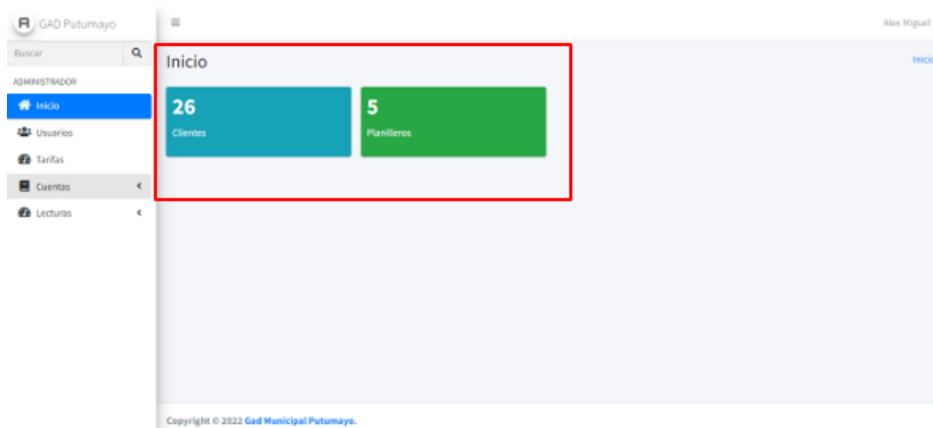 GAD Putumayo
Alex Miguel
Buscar
Inicio
Inicio
ADMINISTRADOR
Inicio
Usuarios
Tarifas
Cuentas
Lecturas
26
Clientes
5
Planilleros
Copyright © 2022 Gad Municipal Putumayo.